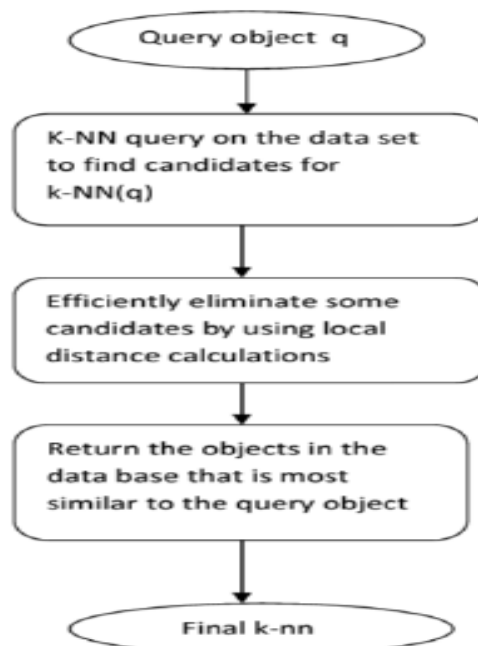 Query object q
K-NN query on the data set
to find candidates for
k-NN(q)
Efficiently eliminate some
candidates by using local
distance calculations
Return the objects in the
data base that is most
similar to the query object
Final k-nn